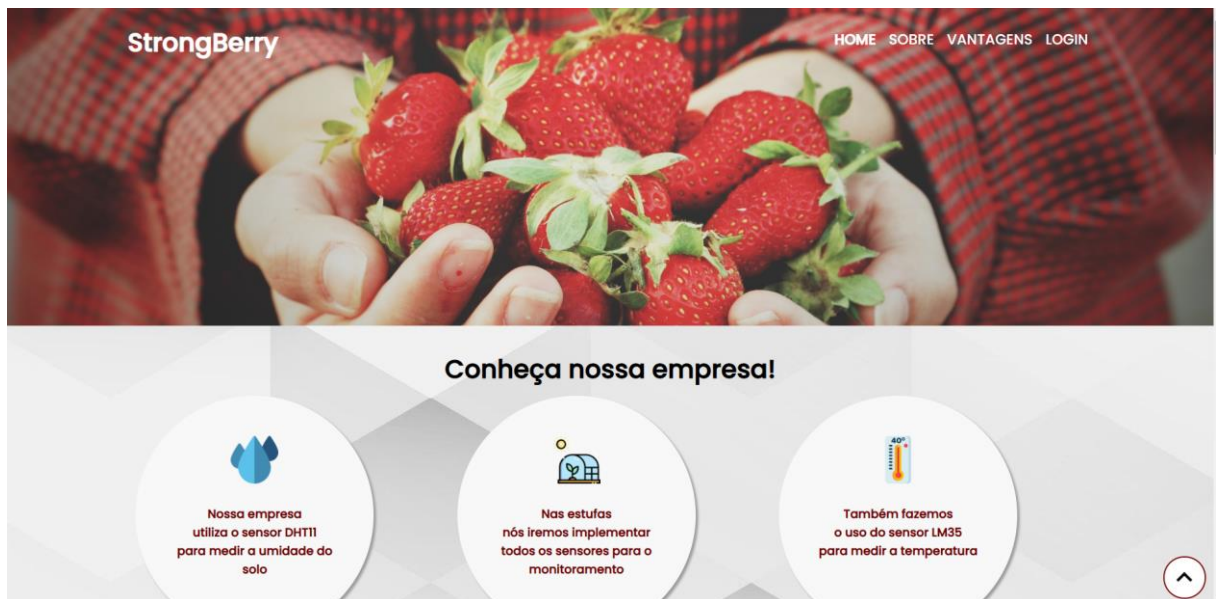 StrongBerry
HOME SOBRE VANTAGENS LOGIN
Conheça nossa empresa!
Nossa empresa
utiliza o sensor DHT11
para medir a umidade do
solo
Nas estufas
nós iremos implementar
todos os sensores para o
monitoramento
40°
Também fazemos
o uso do sensor LM35
para medir a temperatura